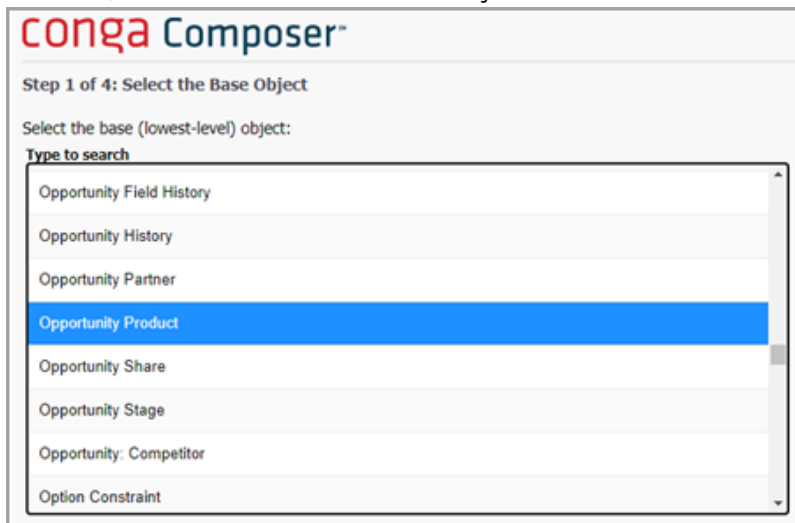 conga Composer™
Step 1 of 4: Select the Base Object
Select the base (lowest-level) object:
Type to search
Opportunity Field History
Opportunity History
Opportunity Partner
Opportunity Product
Opportunity Share
Opportunity Stage
Opportunity: Competitor
Option Constraint